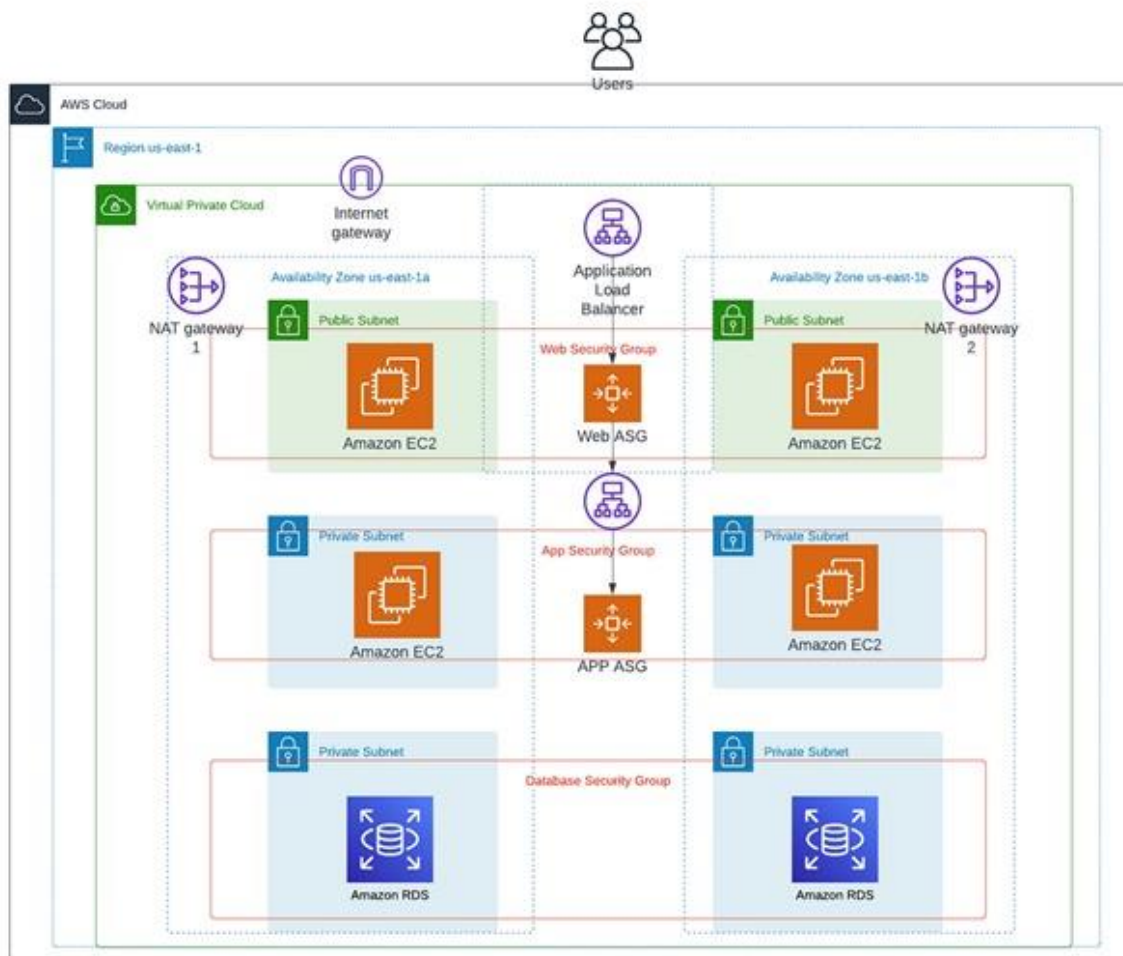 Users
AWS Cloud
Region us-east-1
Virtual Private Cloud
Internet
gateway
Application
Load
Balancer
Availability Zone us-east-1a
Availability Zone us-east-1b
NAT gateway
1
Public Subnet
Public Subnet
NAT gateway
2
Web Security Group
Amazon EC2
Web ASG
Amazon EC2
Private Subnet
App Security Group
Private Subnet
Amazon EC2
APP ASG
Amazon EC2
Private Subnet
Private Subnet
Database Security Group
Amazon RDS
Amazon RDS